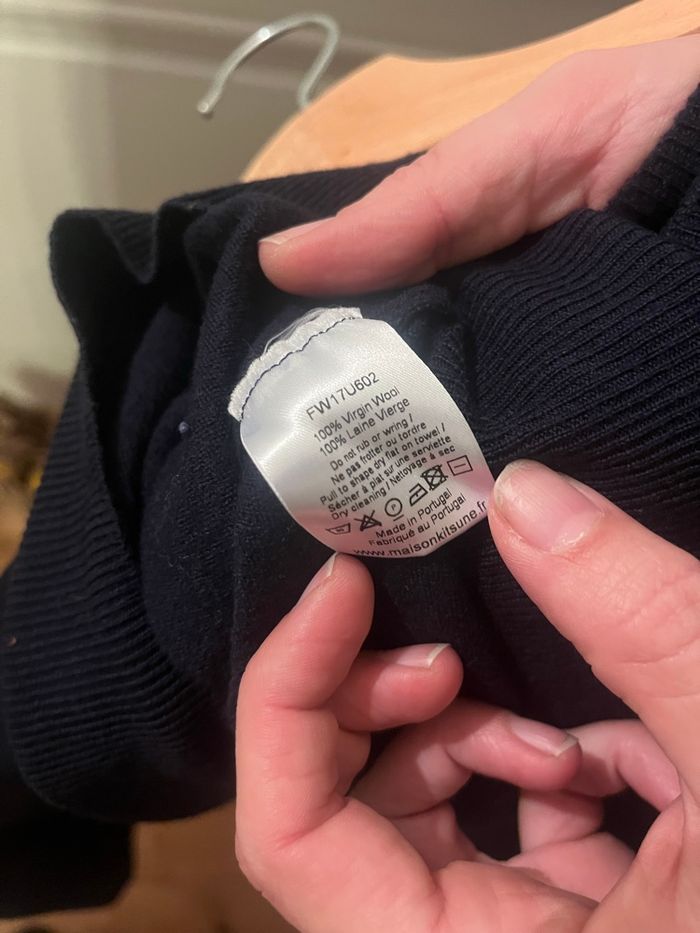 FW17U602
100% Virgin Wool
100% Laine Vierge
Do not rub or wring /
Ne pas frotter ou tordre
Pull to shape dry flat on towel /
Sécher à plat sur une serviette
Dry cleaning / Nettoyage à sec
P
Made in Portugal
Fabriqué au Portugal
www.maisonkitsune.fr